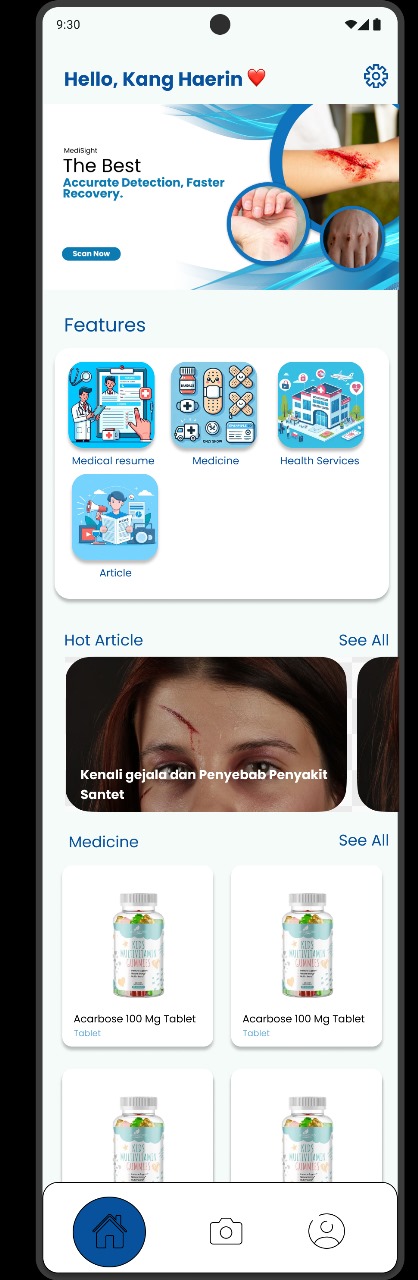 9:30
Hello, Kang Haerin ❤️
MediSight
The Best
Accurate Detection, Faster
Recovery.
Scan Now
Features
Medical resume
Medicine
Health Services
Article
Hot Article
See All
Kenali gejala dan Penyebab Penyakit
Santet
Medicine
See All
KIDS
MULTIVITAMIN
GUMMIES
KIDS
MULTIVITAMIN
GUMMIES
Acarbose 100 Mg Tablet
Tablet
Acarbose 100 Mg Tablet
Tablet
KIDS
MULTIVITAMIN
GUMMIES
KIDS
MULTIVITAMIN
GUMMIES